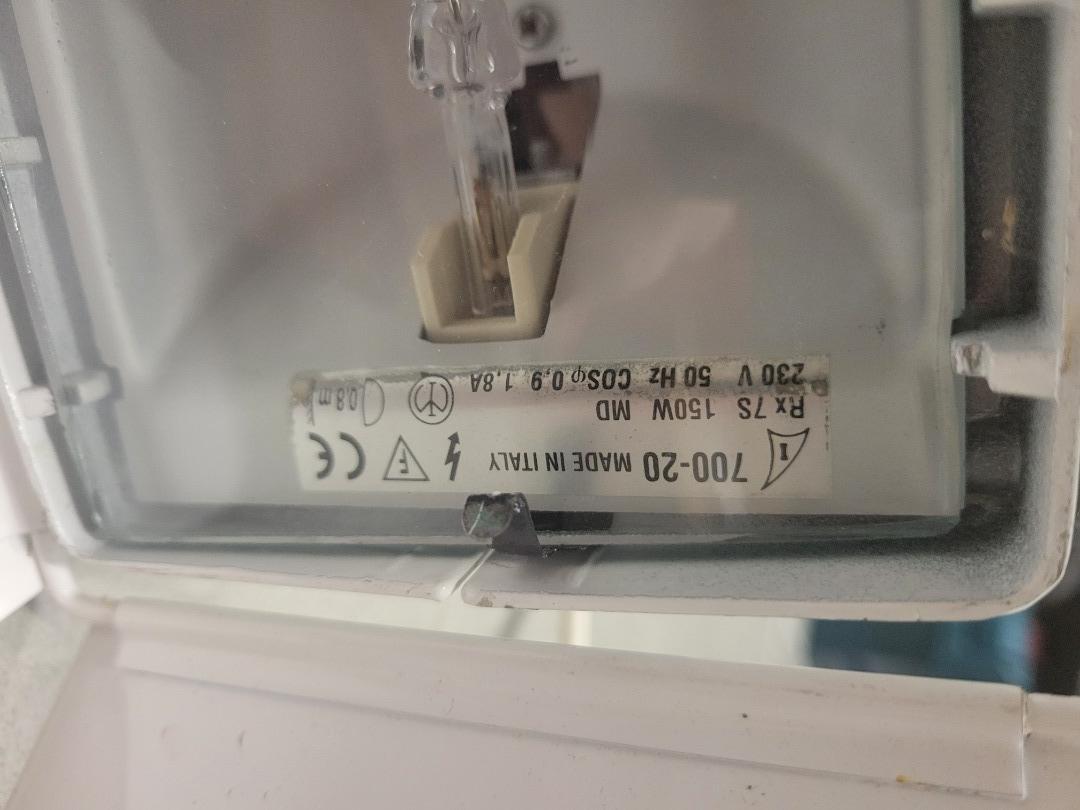 I 700-20 MADE IN ITALY F CE
Rx 7S 150W MD
230 V 50 Hz COSφ 0,9 1,8A M 0,8 m